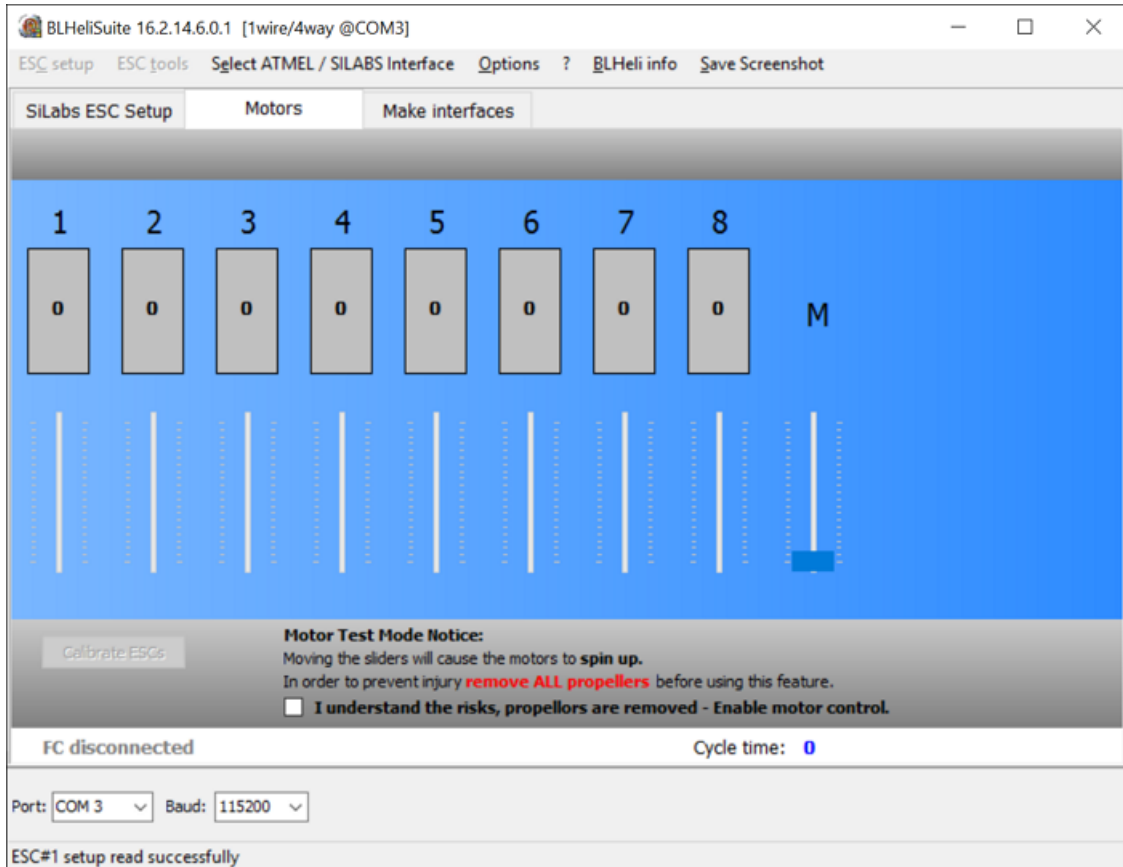 BLHeliSuite 16.2.14.6.0.1 [1wire/4way @COM3]
ESC setup ESC tools Select ATMEL / SILABS Interface Options ? BLHeli info Save Screenshot
SiLabs ESC Setup Motors Make interfaces
1 2 3 4 5 6 7 8
0 0 0 0 0 0 0 0 M
Calibrate ESCs
Motor Test Mode Notice:
Moving the sliders will cause the motors to spin up.
In order to prevent injury remove ALL propellers before using this feature.
I understand the risks, propellors are removed - Enable motor control.
FC disconnected Cycle time: 0
Port: COM 3 Baud: 115200
ESC#1 setup read successfully